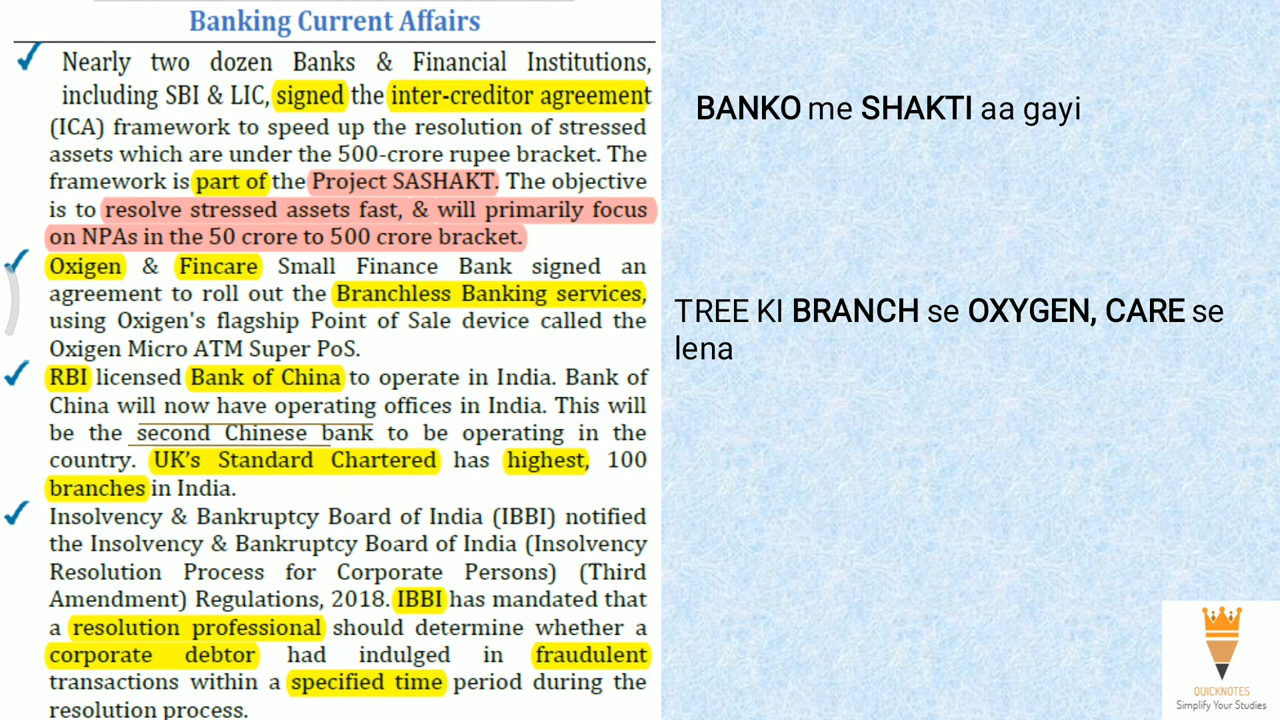 Banking Current Affairs
Nearly two dozen Banks & Financial Institutions,
including SBI & LIC, signed the inter-creditor agreement
(ICA) framework to speed up the resolution of stressed
assets which are under the 500-crore rupee bracket. The
framework is part of the Project SASHAKT. The objective
is to resolve stressed assets fast, & will primarily focus
on NPAs in the 50 crore to 500 crore bracket.
Oxigen & Fincare Small Finance Bank signed an
agreement to roll out the Branchless Banking services,
using Oxigen's flagship Point of Sale device called the
Oxigen Micro ATM Super PoS.
RBI licensed Bank of China to operate in India. Bank of
China will now have operating offices in India. This will
be the second Chinese bank to be operating in the
country. UK's Standard Chartered has highest, 100
branches in India.
Insolvency & Bankruptcy Board of India (IBBI) notified
the Insolvency & Bankruptcy Board of India (Insolvency
Resolution Process for Corporate Persons) (Third
Amendment) Regulations, 2018. IBBI has mandated that
a resolution professional should determine whether a
corporate debtor had indulged in fraudulent
transactions within a specified time period during the
resolution process.
BANKO me SHAKTI aa gayi
TREE KI BRANCH se OXYGEN, CARE se
lena
QUICKNOTES
Simplify Your Studies